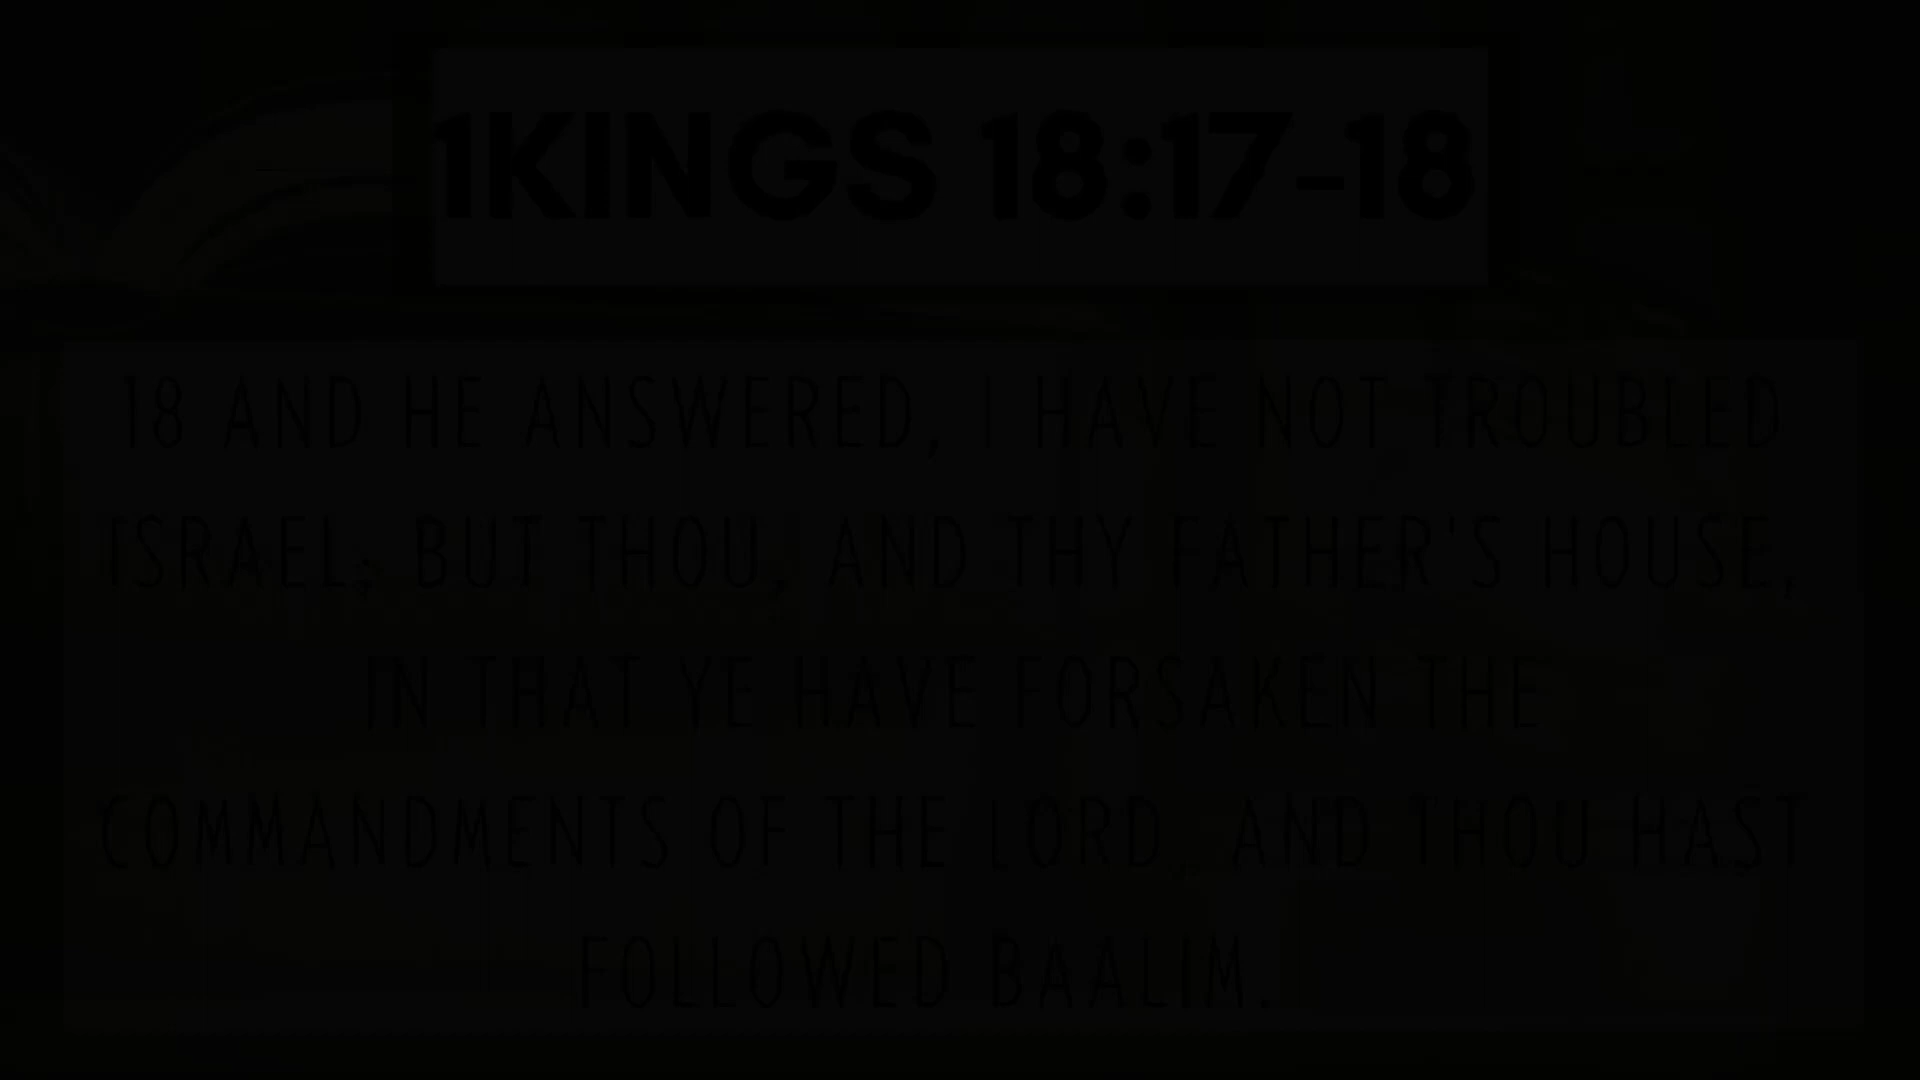 1KINGS 18:17-18
18 AND HE ANSWERED, I HAVE NOT TROUBLED
ISRAEL; BUT THOU, AND THY FATHER'S HOUSE,
IN THAT YE HAVE FORSAKEN THE
COMMANDMENTS OF THE LORD, AND THOU HAST
FOLLOWED BAALIM.